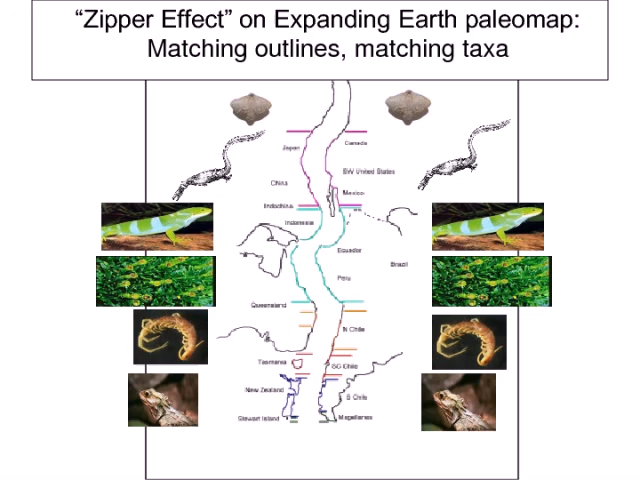 “Zipper Effect” on Expanding Earth paleomap:
Matching outlines, matching taxa
Japan
Canada
SW United States
China
Mexico
Indochina
Indonesia
Ecuador
Brazil
Peru
Queensland
N Chile
Tasmania
SC Chile
New Zealand
S Chile
Stewart Island
Magellanes